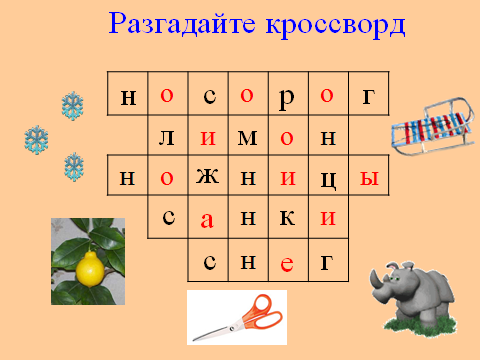 Разгадайте кроссворд
носорог
лимон
ножницы
санки
снег